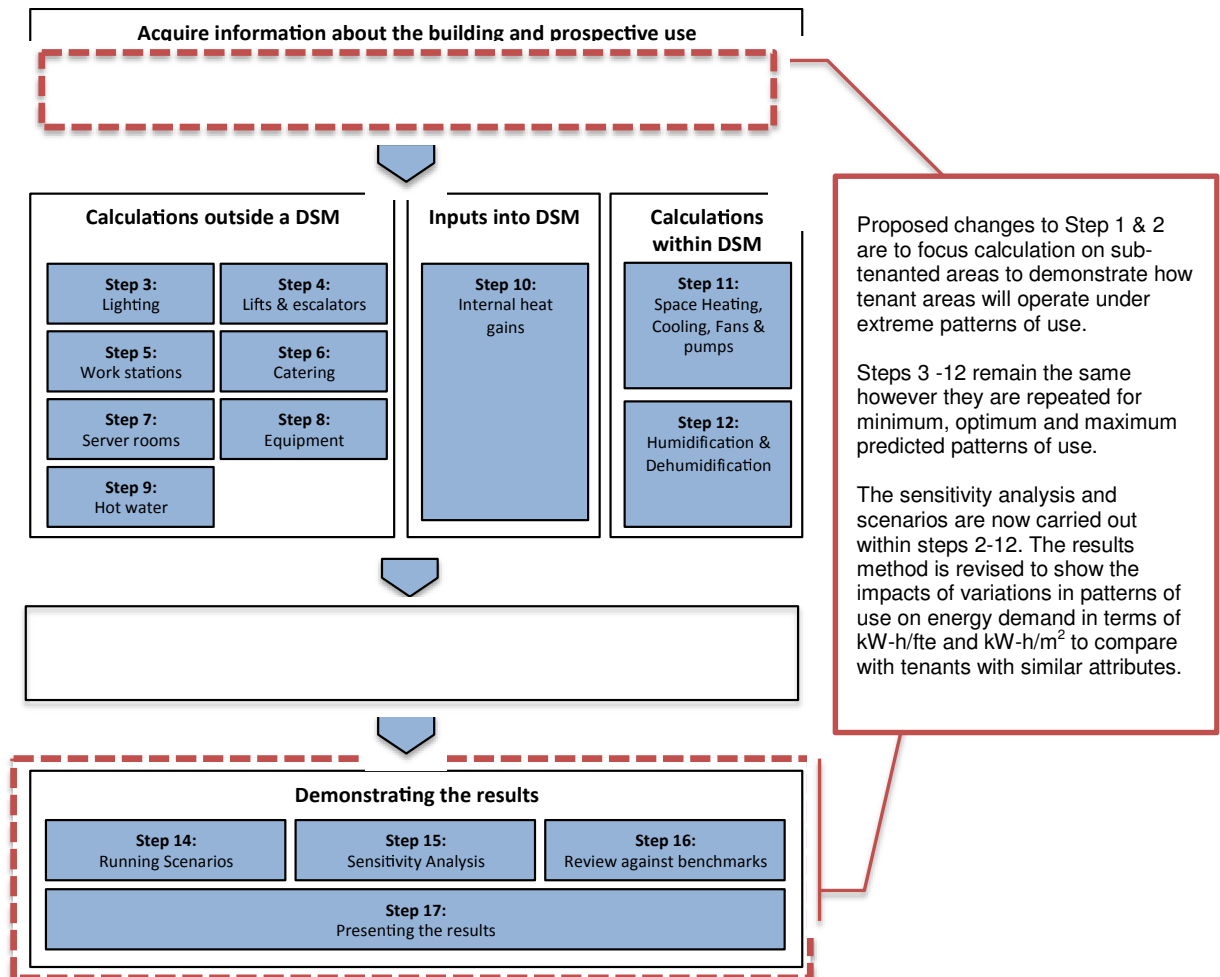 Acquire information about the building and prospective use
Calculations outside a DSM
Step 3:
Lighting
Step 4:
Lifts & escalators
Step 5:
Work stations
Step 6:
Catering
Step 7:
Server rooms
Step 8:
Equipment
Step 9:
Hot water
Inputs into DSM
Step 10:
Internal heat
gains
Calculations
within DSM
Step 11:
Space Heating,
Cooling, Fans &
pumps
Step 12:
Humidification &
Dehumidification
Demonstrating the results
Step 14:
Running Scenarios
Step 15:
Sensitivity Analysis
Step 16:
Review against benchmarks
Step 17:
Presenting the results
Proposed changes to Step 1 & 2
are to focus calculation on sub-
tenanted areas to demonstrate how
tenant areas will operate under
extreme patterns of use.
Steps 3 -12 remain the same
however they are repeated for
minimum, optimum and maximum
predicted patterns of use.
The sensitivity analysis and
scenarios are now carried out
within steps 2-12. The results
method is revised to show the
impacts of variations in patterns of
use on energy demand in terms of
kW-h/fte and kW-h/m² to compare
with tenants with similar attributes.